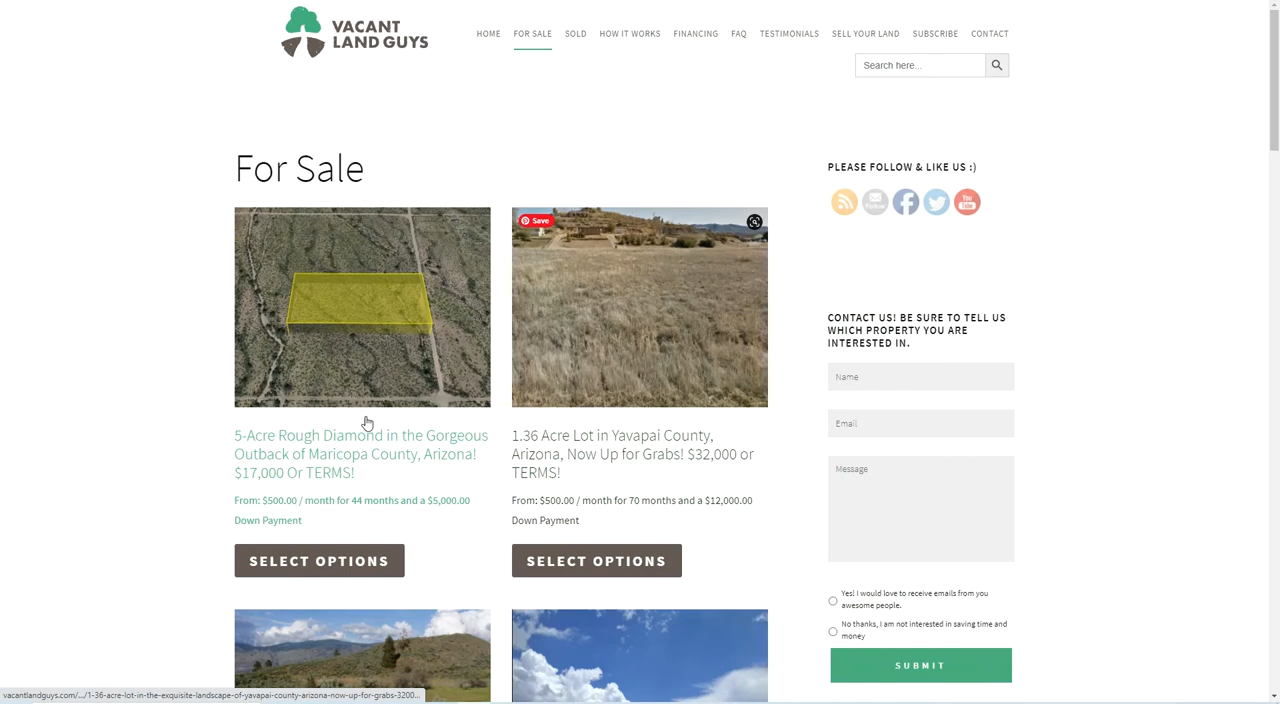 VACANT
LAND GUYS
HOME FOR SALE SOLD HOW IT WORKS FINANCING FAQ TESTIMONIALS SELL YOUR LAND SUBSCRIBE CONTACT
Search here...
For Sale
Save
5-Acre Rough Diamond in the Gorgeous
Outback of Maricopa County, Arizona!
$17,000 Or TERMS!
From: $500.00 / month for 44 months and a $5,000.00
Down Payment
SELECT OPTIONS
1.36 Acre Lot in Yavapai County,
Arizona, Now Up for Grabs! $32,000 or
TERMS!
From: $500.00 / month for 70 months and a $12,000.00
Down Payment
SELECT OPTIONS
PLEASE FOLLOW & LIKE US :)
Follow
You
Tube
CONTACT US! BE SURE TO TELL US
WHICH PROPERTY YOU ARE
INTERESTED IN.
Name
Email
Message
Yes! I would love to receive emails from you
awesome people.
No thanks, I am not interested in saving time and
money
SUBMIT
vacantlandguys.com/.../1-36-acre-lot-in-the-exquisite-landscape-of-yavapai-county-arizona-now-up-for-grabs-3200...